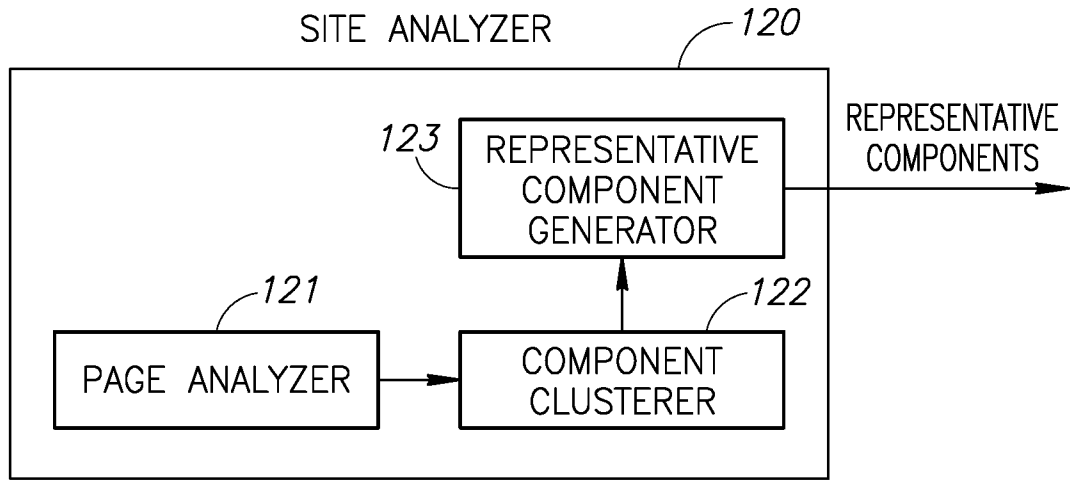 SITE ANALYZER
120
REPRESENTATIVE
COMPONENTS
123
REPRESENTATIVE
COMPONENT
GENERATOR
121
122
PAGE ANALYZER
COMPONENT
CLUSTERER